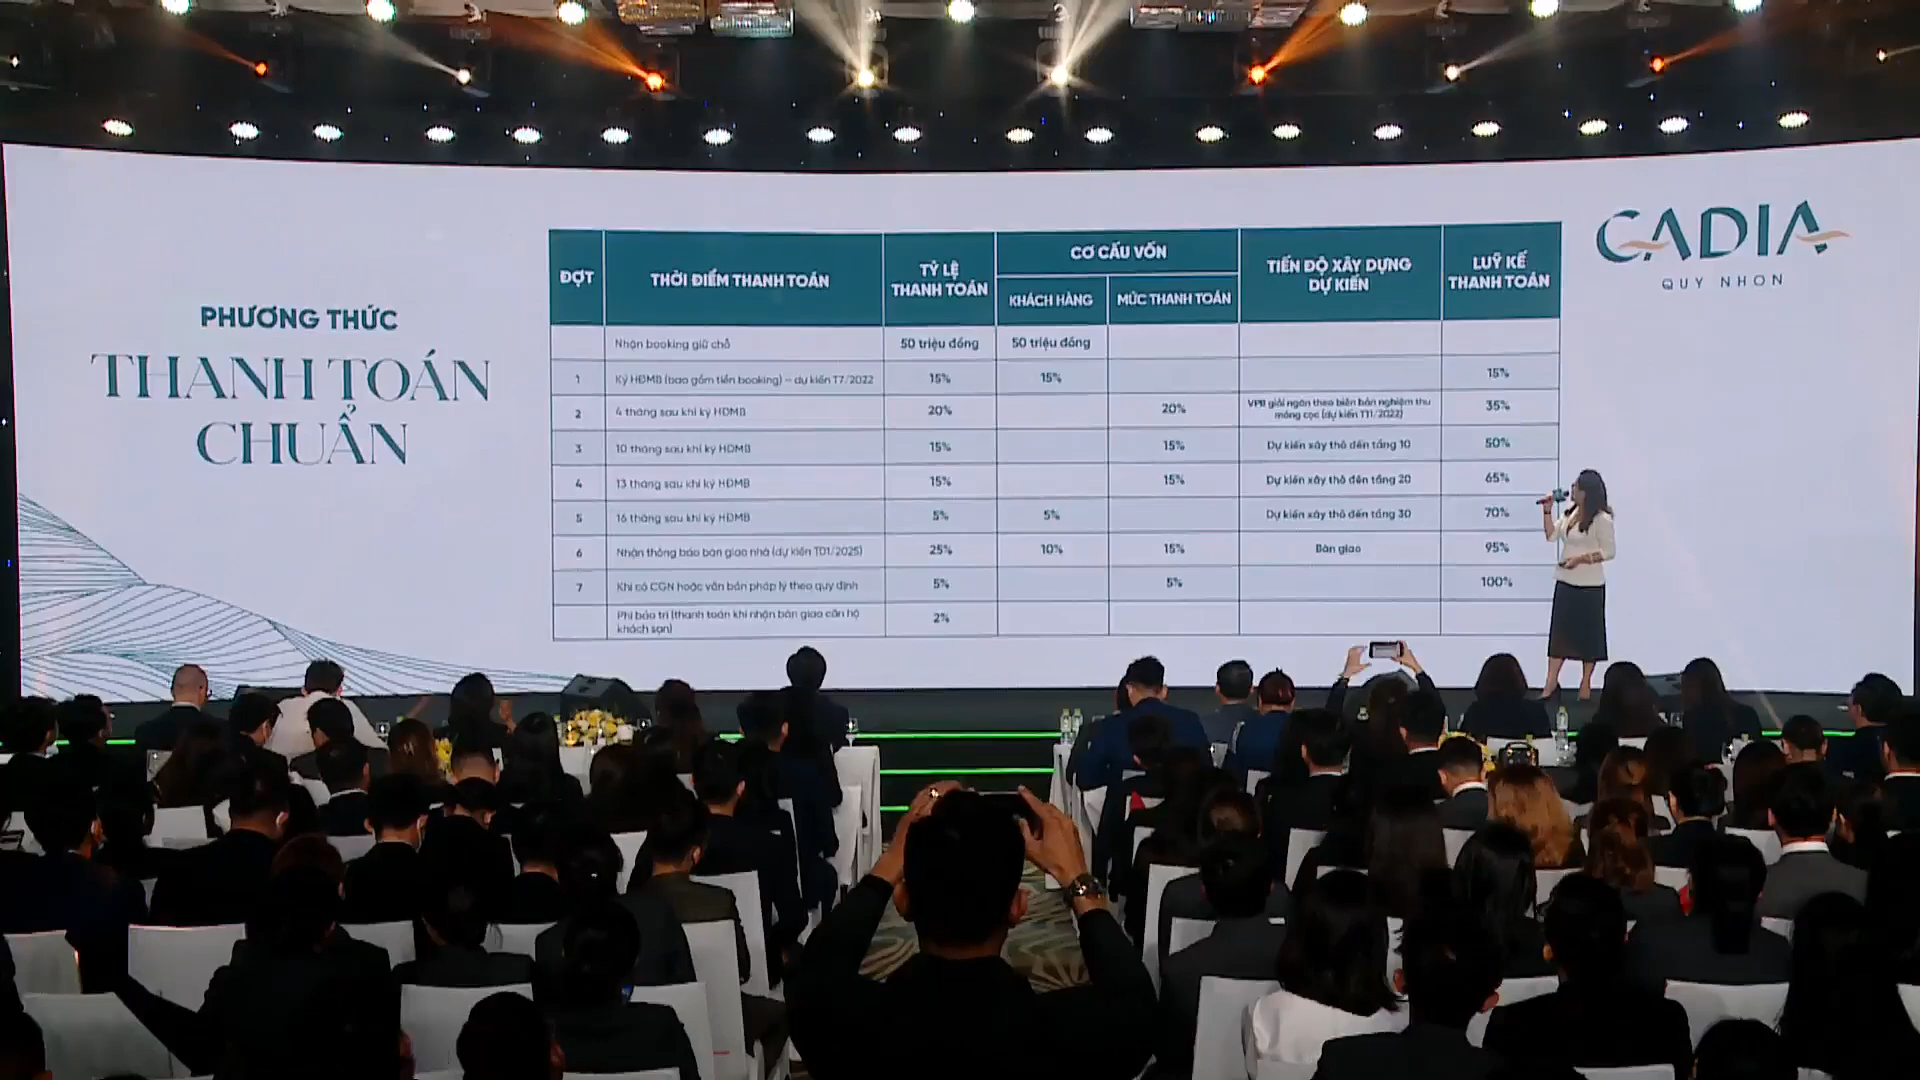 CADIA
QUY NHON
PHƯƠNG THỨC
THANH TOÁN
CHUẨN
ĐỢT
THỜI ĐIỂM THANH TOÁN
TỶ LỆ
THANH TOÁN
CƠ CẤU VỐN
KHÁCH HÀNG
MỨC THANH TOÁN
TIẾN ĐỘ XÂY DỰNG
DỰ KIẾN
LUỸ KẾ
THANH TOÁN
Nhận booking giữ chỗ 50 triệu đồng 50 triệu đồng
1 Ký HĐMB (bao gồm tiền booking) – dự kiến T7/2022 15% 15% 15%
2 4 tháng sau khi ký HĐMB 20% 20% VPB giải ngân theo biên bản nghiệm thu
móng cọc (dự kiến T11/2022) 35%
3 10 tháng sau khi ký HĐMB 15% 15% Dự kiến xây thô đến tầng 10 50%
4 13 tháng sau khi ký HĐMB 15% 15% Dự kiến xây thô đến tầng 20 65%
5 16 tháng sau khi ký HĐMB 5% 5% Dự kiến xây thô đến tầng 30 70%
6 Nhận thông báo bàn giao nhà (dự kiến T01/2025) 25% 10% 15% Bàn giao 95%
7 Khi có CGN hoặc văn bản pháp lý theo quy định 5% 5% 100%
Phí bảo trì (thanh toán khi nhận bàn giao căn hộ
khách sạn) 2%